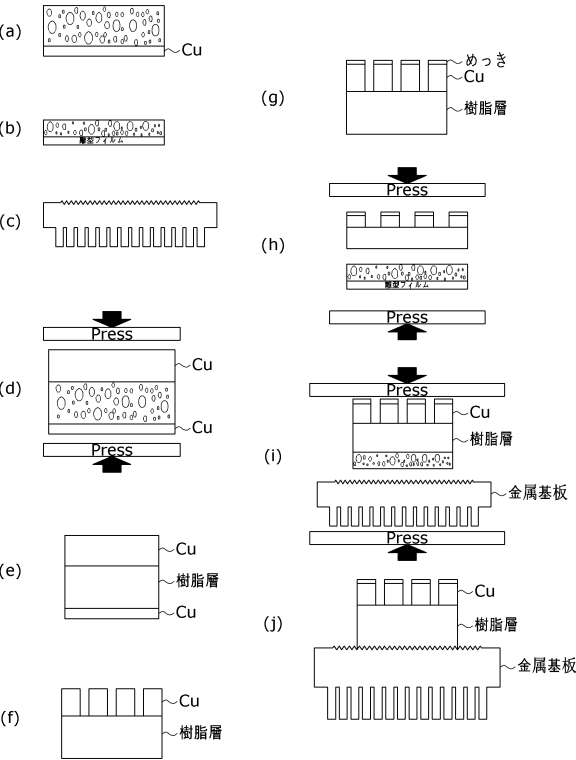 (a)
Cu
(b)
離型フィルム
(c)
Press
(d)
Cu
Cu
Press
(e)
Cu
樹脂層
Cu
(f)
Cu
樹脂層
(g)
めっき
Cu
樹脂層
Press
(h)
離型フィルム
Press
Press
(i)
Cu
樹脂層
金属基板
Press
(j)
Cu
樹脂層
金属基板